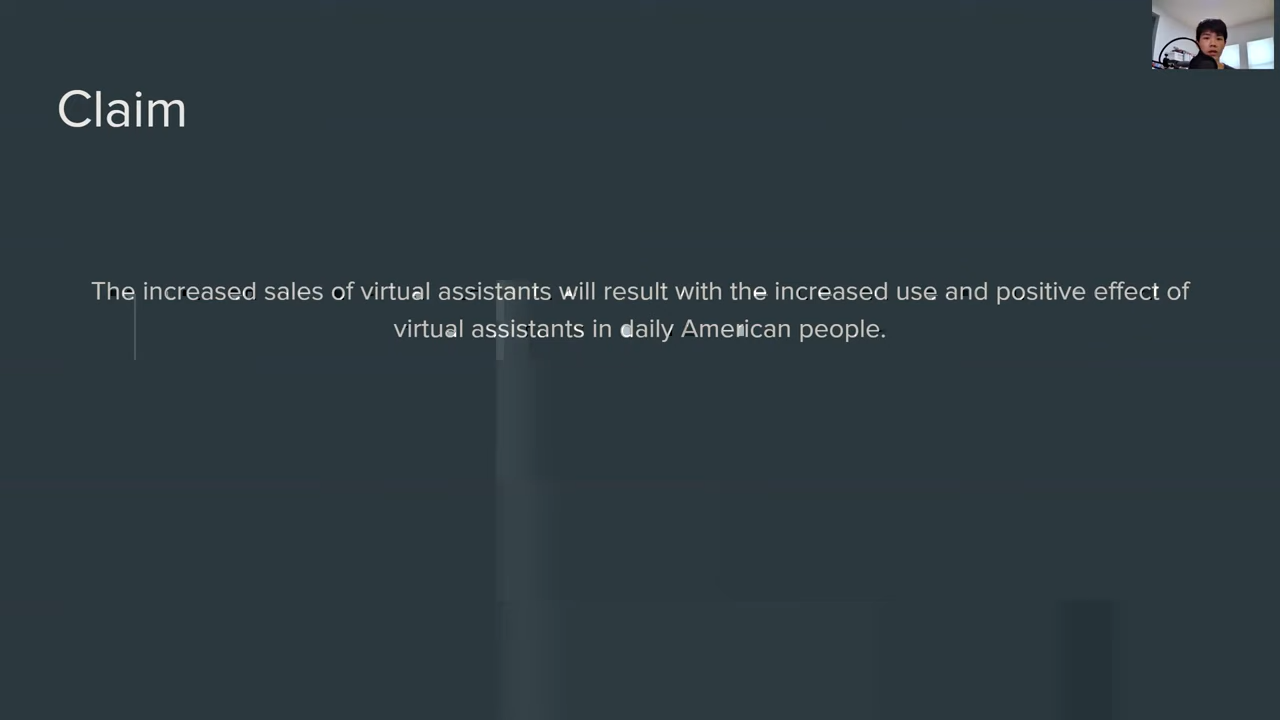 Claim
The increased sales of virtual assistants will result with the increased use and positive effect of
virtual assistants in daily American people.